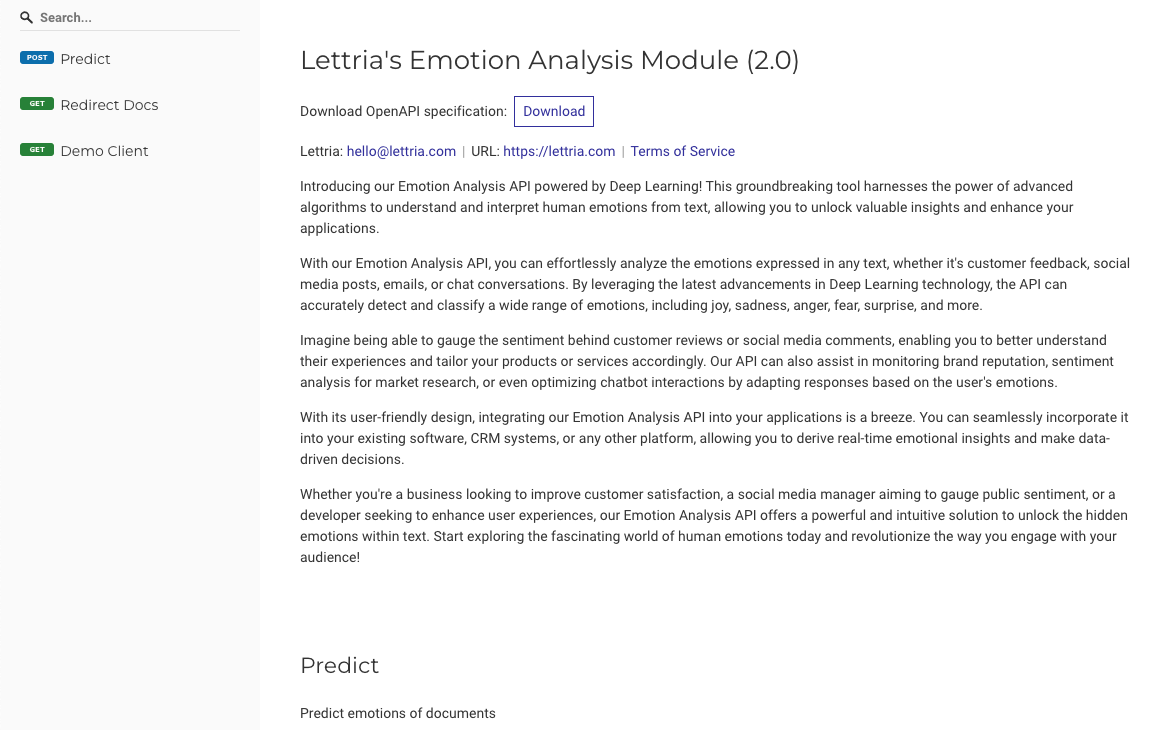 Search...
POST Predict
GET Redirect Docs
GET Demo Client
Lettria's Emotion Analysis Module (2.0)
Download OpenAPI specification: Download
Lettria: hello@lettria.com | URL: https://lettria.com | Terms of Service
Introducing our Emotion Analysis API powered by Deep Learning! This groundbreaking tool harnesses the power of advanced
algorithms to understand and interpret human emotions from text, allowing you to unlock valuable insights and enhance your
applications.
With our Emotion Analysis API, you can effortlessly analyze the emotions expressed in any text, whether it's customer feedback, social
media posts, emails, or chat conversations. By leveraging the latest advancements in Deep Learning technology, the API can
accurately detect and classify a wide range of emotions, including joy, sadness, anger, fear, surprise, and more.
Imagine being able to gauge the sentiment behind customer reviews or social media comments, enabling you to better understand
their experiences and tailor your products or services accordingly. Our API can also assist in monitoring brand reputation, sentiment
analysis for market research, or even optimizing chatbot interactions by adapting responses based on the user's emotions.
With its user-friendly design, integrating our Emotion Analysis API into your applications is a breeze. You can seamlessly incorporate it
into your existing software, CRM systems, or any other platform, allowing you to derive real-time emotional insights and make data-
driven decisions.
Whether you're a business looking to improve customer satisfaction, a social media manager aiming to gauge public sentiment, or a
developer seeking to enhance user experiences, our Emotion Analysis API offers a powerful and intuitive solution to unlock the hidden
emotions within text. Start exploring the fascinating world of human emotions today and revolutionize the way you engage with your
audience!
Predict
Predict emotions of documents